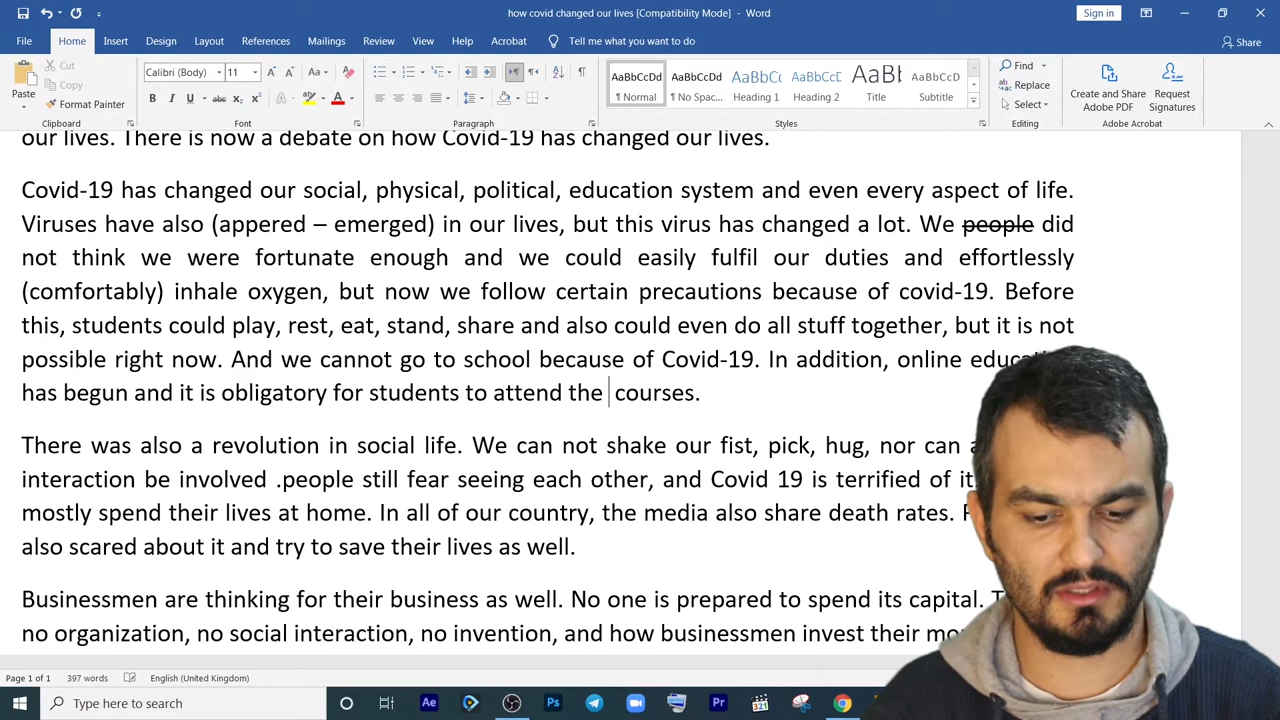 how covid changed our lives [Compatibility Mode] - Word
Sign in
File Home Insert Design Layout References Mailings Review View Help Acrobat Tell me what you want to do Share
Paste
Cut
Copy
Format Painter
Clipboard
Calibri (Body) 11
Font
Paragraph
AaBbCcDd ¶ Normal
AaBbCcDd ¶ No Spac...
AaBbCc Heading 1
AaBbCc Heading 2
AaBb Title
AaBbCcD Subtitle
Styles
Find
Replace
Select
Editing
Create and Share Adobe PDF
Request Signatures
Adobe Acrobat
our lives. There is now a debate on how Covid-19 has changed our lives.
Covid-19 has changed our social, physical, political, education system and even every aspect of life.
Viruses have also (appered – emerged) in our lives, but this virus has changed a lot. We people did
not think we were fortunate enough and we could easily fulfil our duties and effortlessly
(comfortably) inhale oxygen, but now we follow certain precautions because of covid-19. Before
this, students could play, rest, eat, stand, share and also could even do all stuff together, but it is not
possible right now. And we cannot go to school because of Covid-19. In addition, online
has begun and it is obligatory for students to attend the courses.
There was also a revolution in social life. We can not shake our fist, pick, hug, nor can
interaction be involved .people still fear seeing each other, and Covid 19 is terrified of it
mostly spend their lives at home. In all of our country, the media also share death rates.
also scared about it and try to save their lives as well.
Businessmen are thinking for their business as well. No one is prepared to spend its capital.
no organization, no social interaction, no invention, and how businessmen invest their
Page 1 of 1 397 words English (United Kingdom)
Type here to search